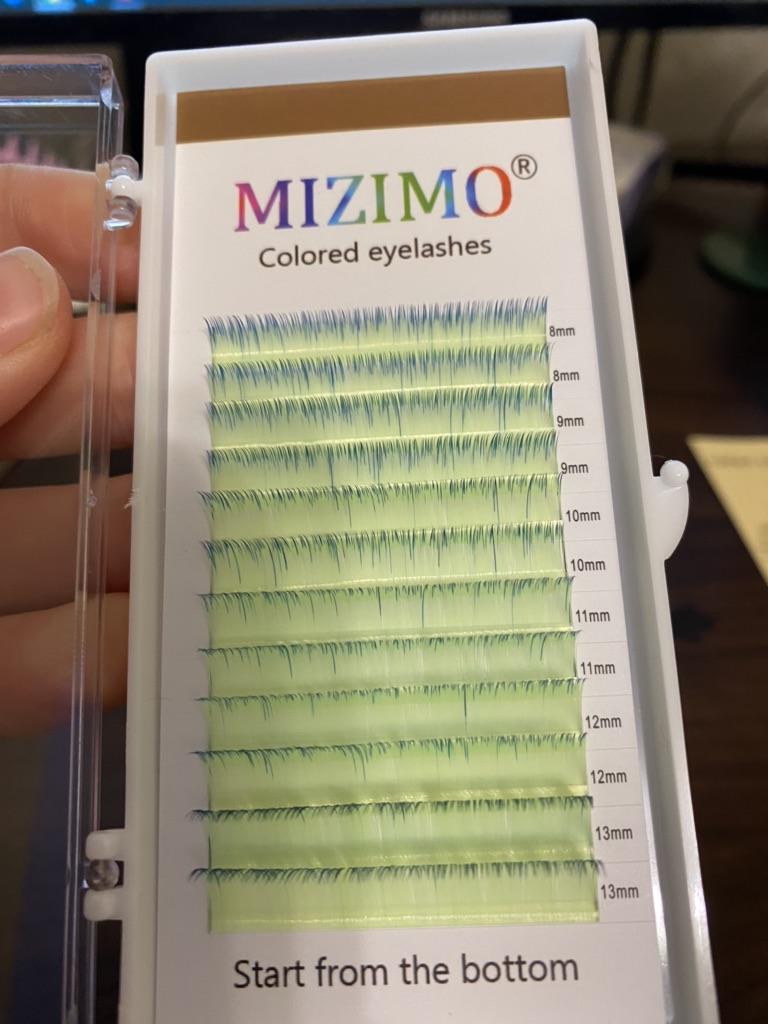 MIZIMO®
Colored eyelashes
8mm
8mm
9mm
9mm
10mm
10mm
11mm
11mm
12mm
12mm
13mm
13mm
Start from the bottom